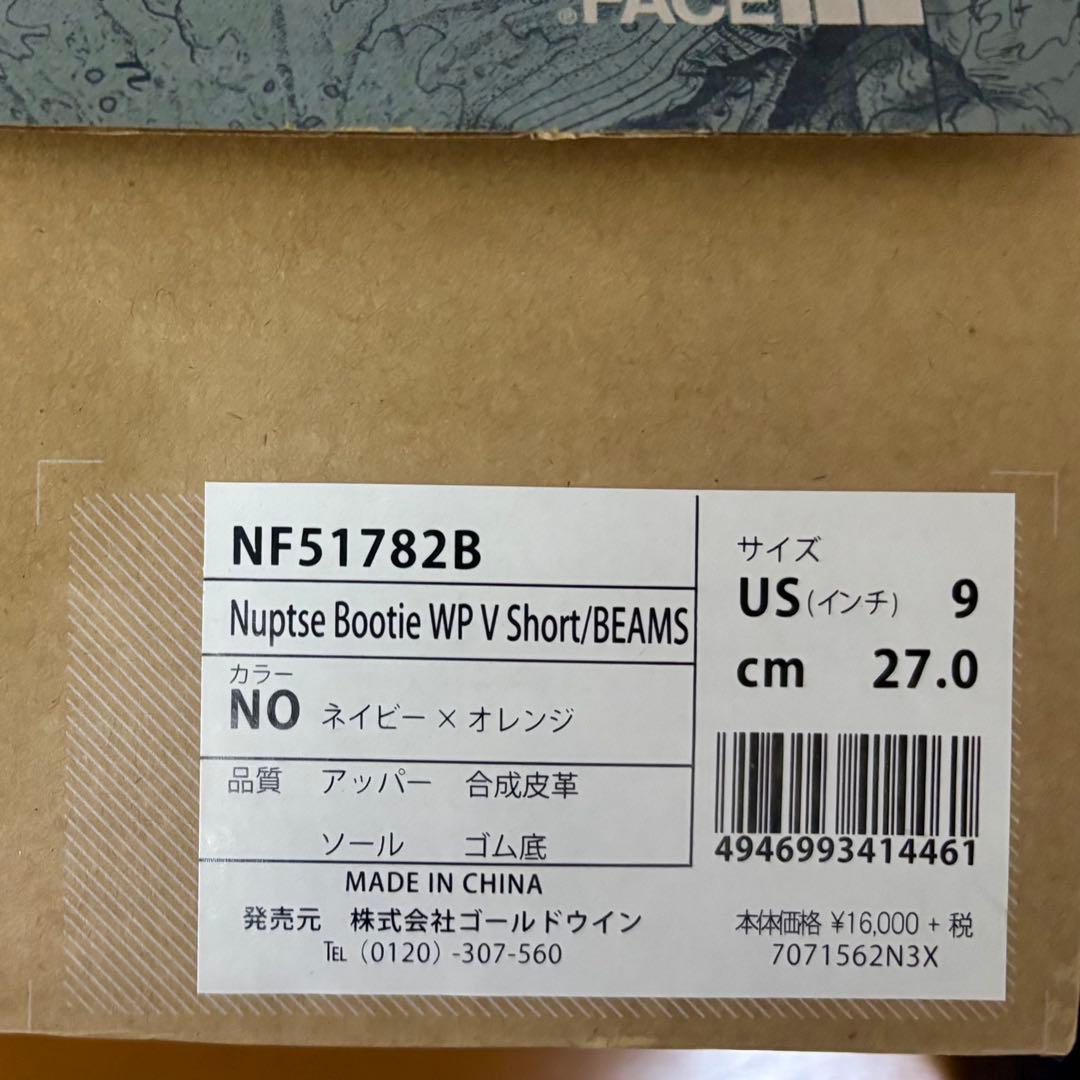 FACE
®
NF51782B
Nuptse Bootie WP V Short/BEAMS
カラー
NO ネイビー × オレンジ
品質 アッパー 合成皮革
ソール ゴム底
MADE IN CHINA
発売元 株式会社ゴールドウイン
TEL (0120) -307-560
サイズ
US (インチ) 9
cm 27.0
4946993414461
本体価格 ¥16,000 + 税
7071562N3X